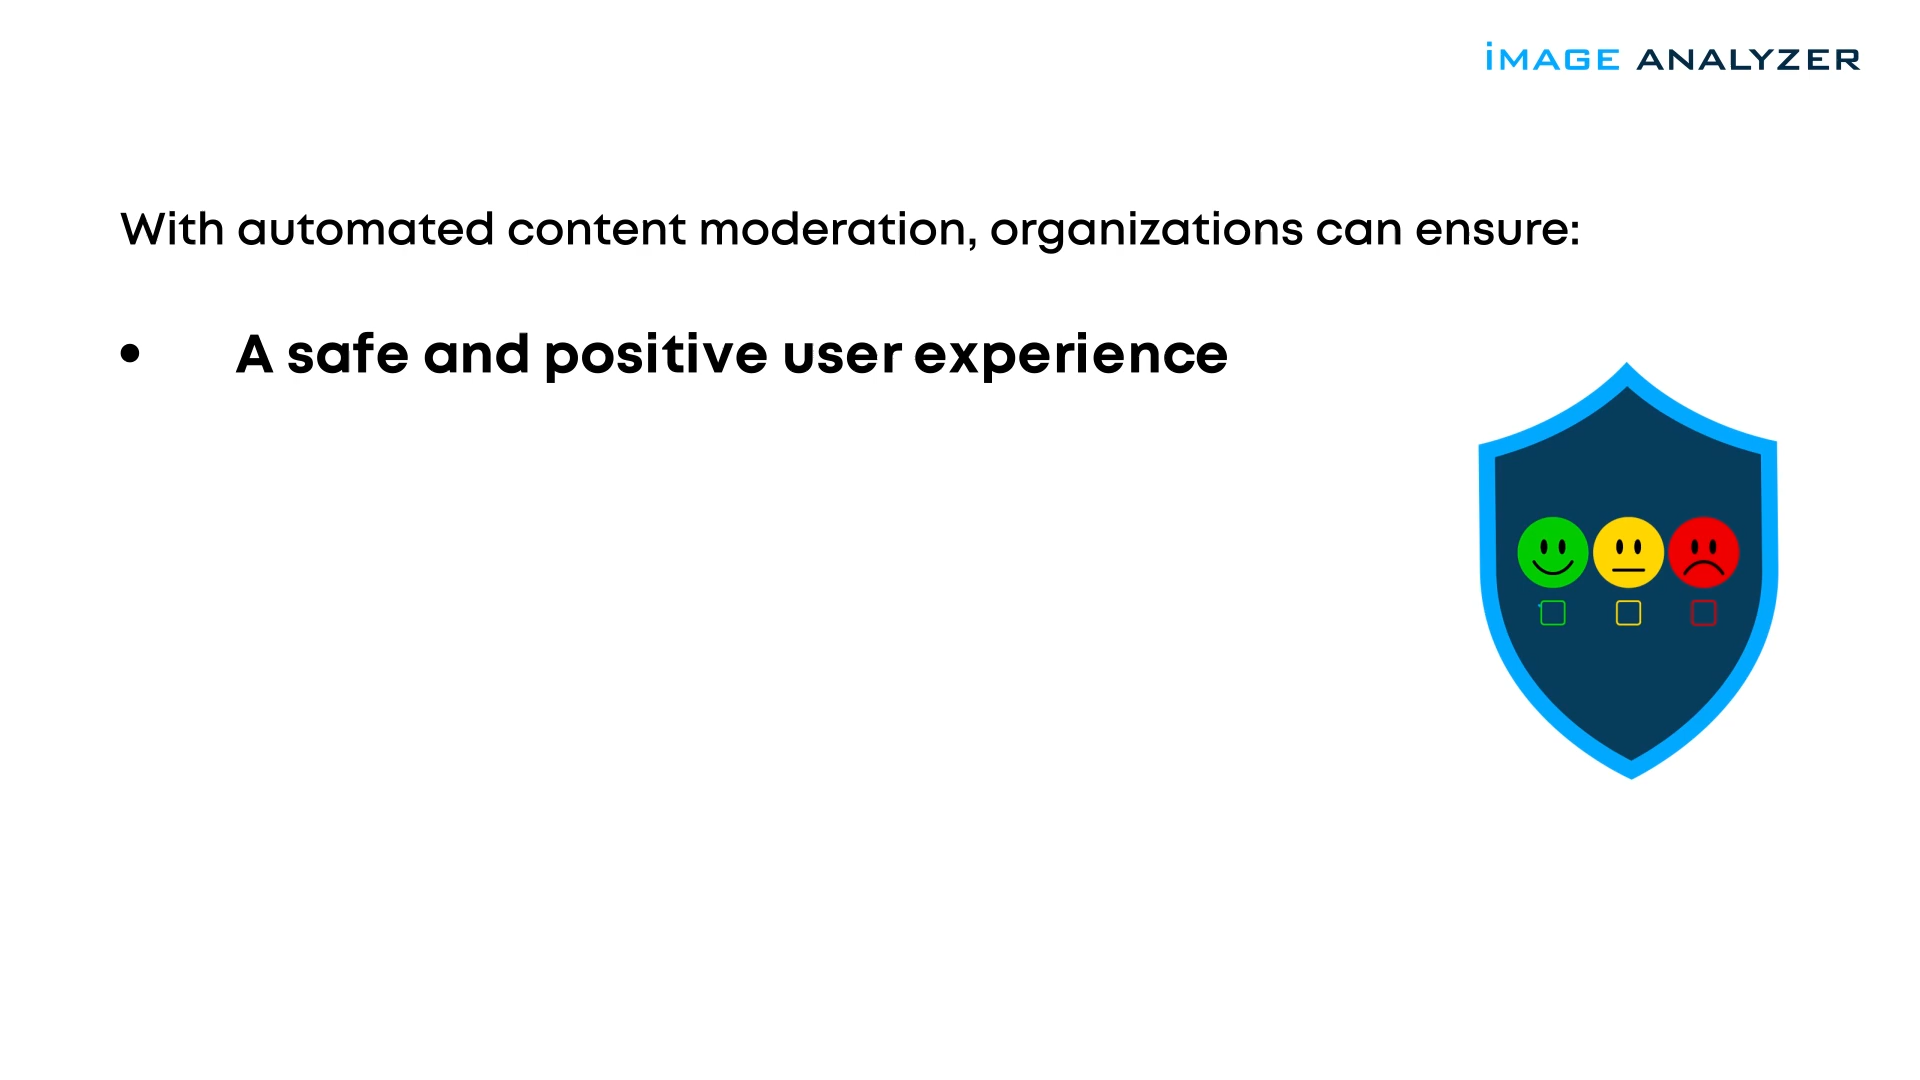 iMAGE ANALYZER
With automated content moderation, organizations can ensure:
• A safe and positive user experience